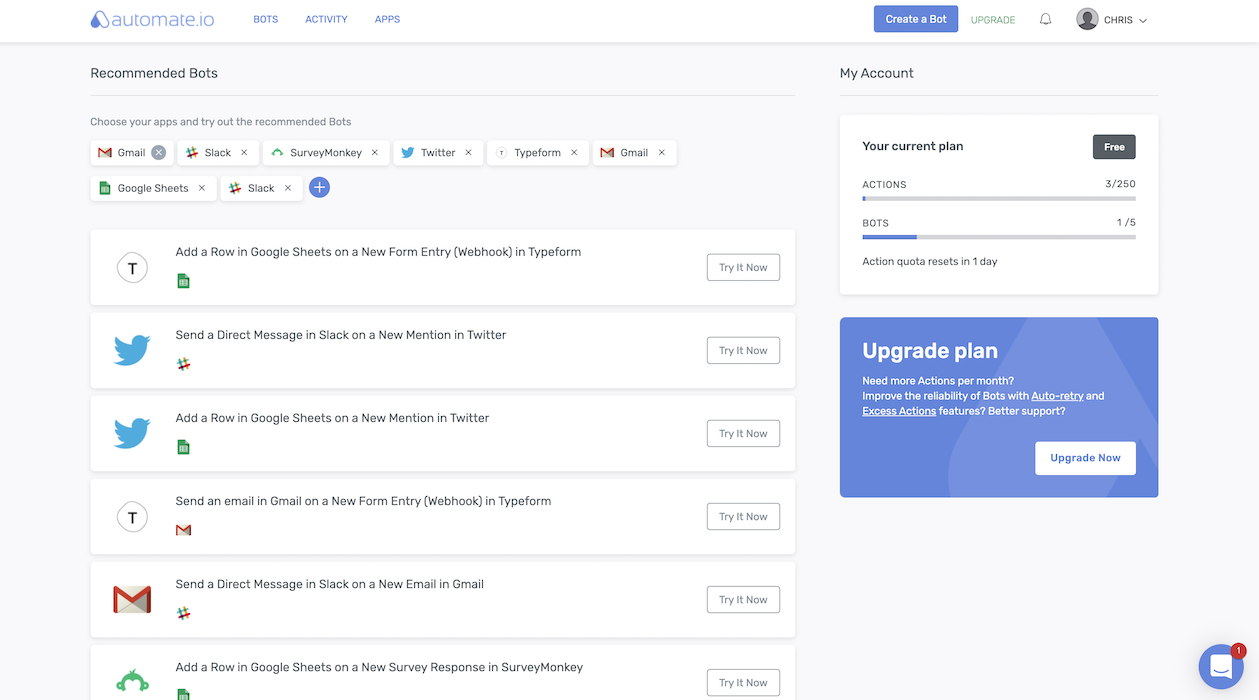 automate.io BOTS ACTIVITY APPS Create a Bot UPGRADE CHRIS
Recommended Bots
Choose your apps and try out the recommended Bots
Gmail Slack SurveyMonkey Twitter T Typeform Gmail
Google Sheets Slack
T Add a Row in Google Sheets on a New Form Entry (Webhook) in Typeform Try It Now
Send a Direct Message in Slack on a New Mention in Twitter Try It Now
Add a Row in Google Sheets on a New Mention in Twitter Try It Now
T Send an email in Gmail on a New Form Entry (Webhook) in Typeform Try It Now
Send a Direct Message in Slack on a New Email in Gmail Try It Now
Add a Row in Google Sheets on a New Survey Response in SurveyMonkey Try It Now
My Account
Your current plan Free
ACTIONS 3/250
BOTS 1 /5
Action quota resets in 1 day
Upgrade plan
Need more Actions per month?
Improve the reliability of Bots with Auto-retry and
Excess Actions features? Better support?
Upgrade Now
1